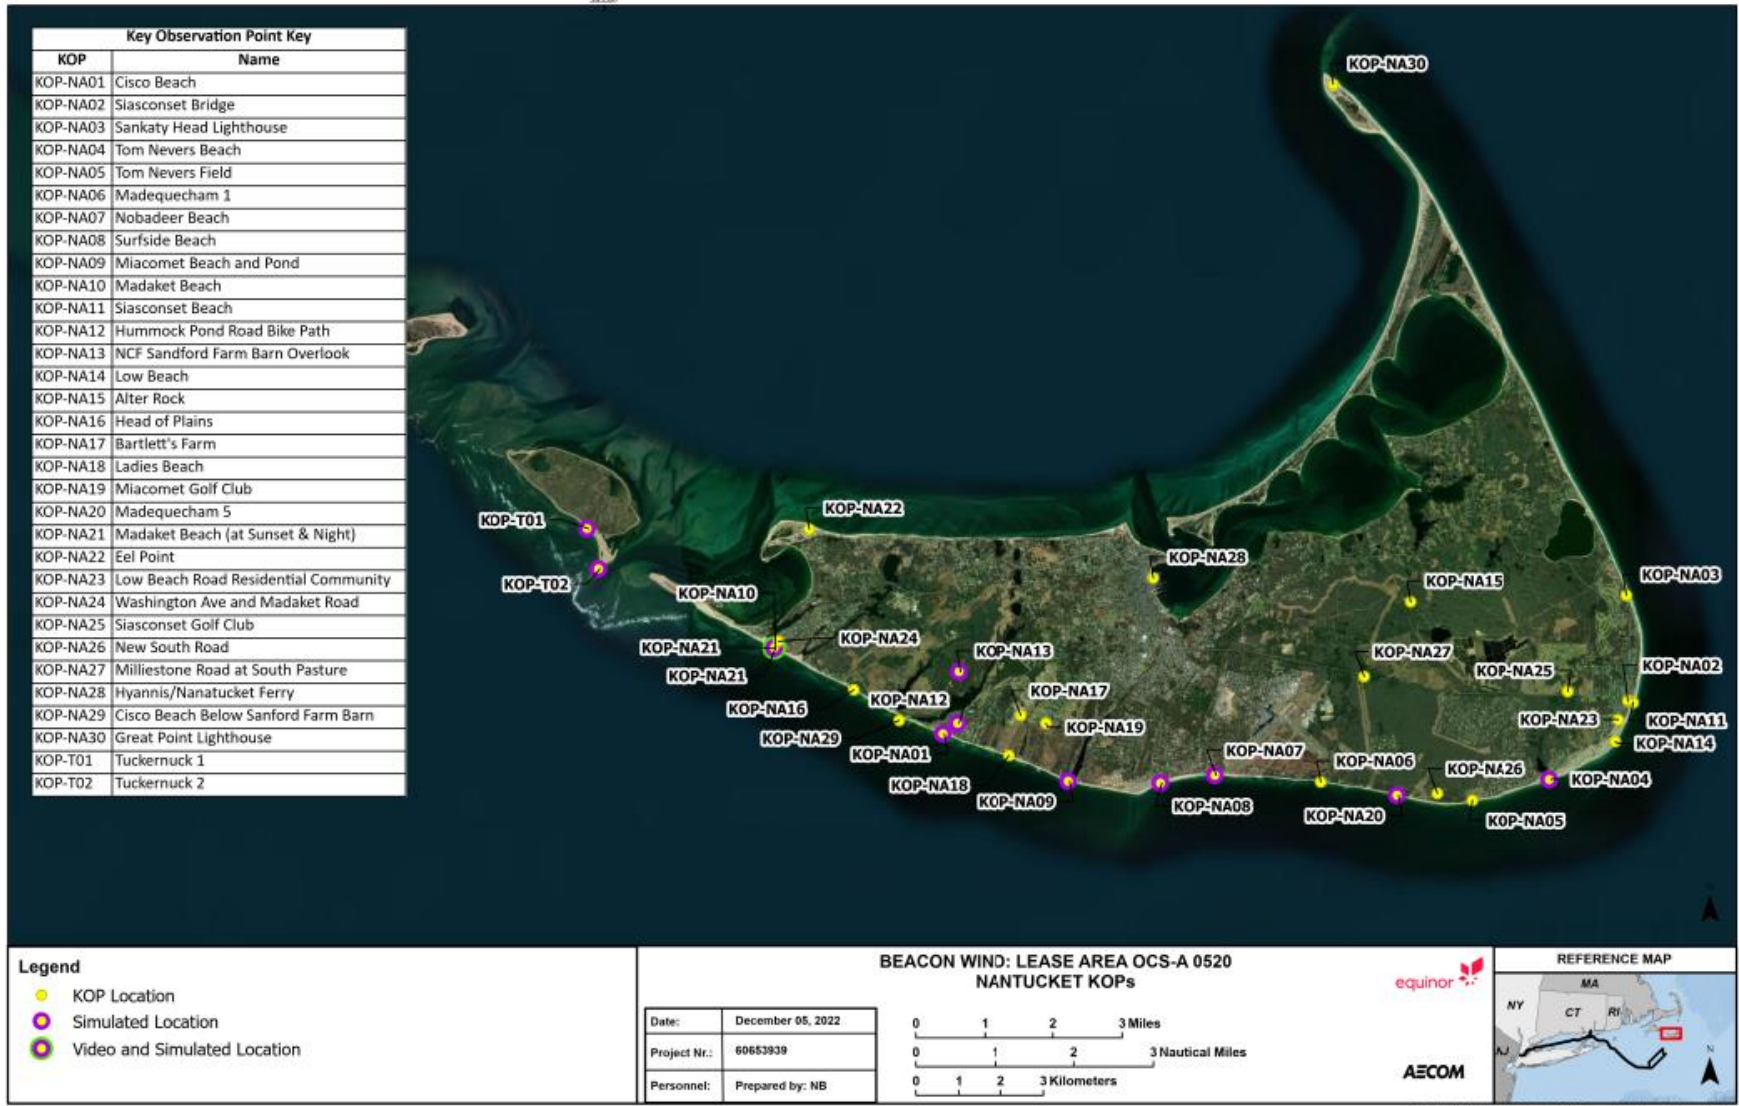 Key Observation Point Key
KOP Name
KOP-NA01 Cisco Beach
KOP-NA02 Siasconset Bridge
KOP-NA03 Sankaty Head Lighthouse
KOP-NA04 Tom Nevers Beach
KOP-NA05 Tom Nevers Field
KOP-NA06 Madequecham 1
KOP-NA07 Nobadeer Beach
KOP-NA08 Surfside Beach
KOP-NA09 Miacomet Beach and Pond
KOP-NA10 Madaket Beach
KOP-NA11 Siasconset Beach
KOP-NA12 Hummock Pond Road Bike Path
KOP-NA13 NCF Sandford Farm Barn Overlook
KOP-NA14 Low Beach
KOP-NA15 Alter Rock
KOP-NA16 Head of Plains
KOP-NA17 Bartlett's Farm
KOP-NA18 Ladies Beach
KOP-NA19 Miacomet Golf Club
KOP-NA20 Madequecham 5
KOP-NA21 Madaket Beach (at Sunset & Night)
KOP-NA22 Eel Point
KOP-NA23 Low Beach Road Residential Community
KOP-NA24 Washington Ave and Madaket Road
KOP-NA25 Siasconset Golf Club
KOP-NA26 New South Road
KOP-NA27 Milliestone Road at South Pasture
KOP-NA28 Hyannis/Nanatucket Ferry
KOP-NA29 Cisco Beach Below Sanford Farm Barn
KOP-NA30 Great Point Lighthouse
KOP-T01 Tuckernuck 1
KOP-T02 Tuckernuck 2
KOP-NA30
KOP-NA22
KOP-T01
KOP-NA28
KOP-NA03
KOP-NA15
KOP-T02
KOP-NA10
KOP-NA24
KOP-NA21
KOP-NA13
KOP-NA27
KOP-NA02
KOP-NA25
KOP-NA21
KOP-NA17
KOP-NA12
KOP-NA16
KOP-NA23
KOP-NA11
KOP-NA19
KOP-NA29
KOP-NA14
KOP-NA01
KOP-NA07
KOP-NA06
KOP-NA26
KOP-NA04
KOP-NA18
KOP-NA09
KOP-NA08
KOP-NA20
KOP-NA05
Legend
KOP Location
Simulated Location
Video and Simulated Location
BEACON WIND: LEASE AREA OCS-A 0520
NANTUCKET KOPs
Date: December 05, 2022
Project Nr.: 60653939
Personnel: Prepared by: NB
0 1 2 3 Miles
0 1 2 3 Nautical Miles
0 1 2 3 Kilometers
equinor
AECOM
REFERENCE MAP
MA
NY
CT
RI
NJ
N